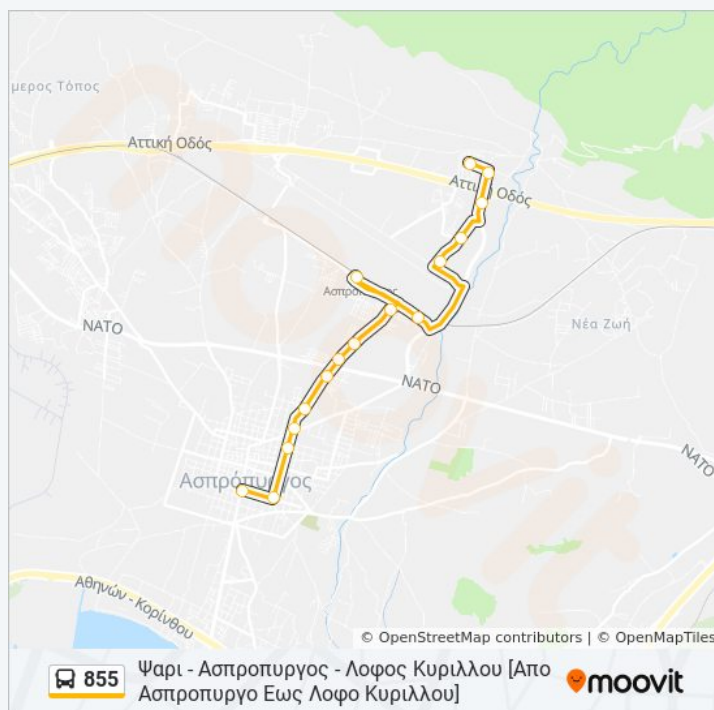 μερος Τόπος
Αττική Οδός
Αττική Οδός
ΝΑΤΟ
Νέα Ζωή
ΝΑΤΟ
ΝΑΤΟ
Ασπρόπυργος
Αθηνών - Κορίνθου
© OpenStreetMap contributors | © OpenMapTiles
855
Ψαρι - Ασπροπυργος - Λοφος Κυριλλου [Απο
Ασπροπυργο Εως Λοφο Κυριλλου]
moovit